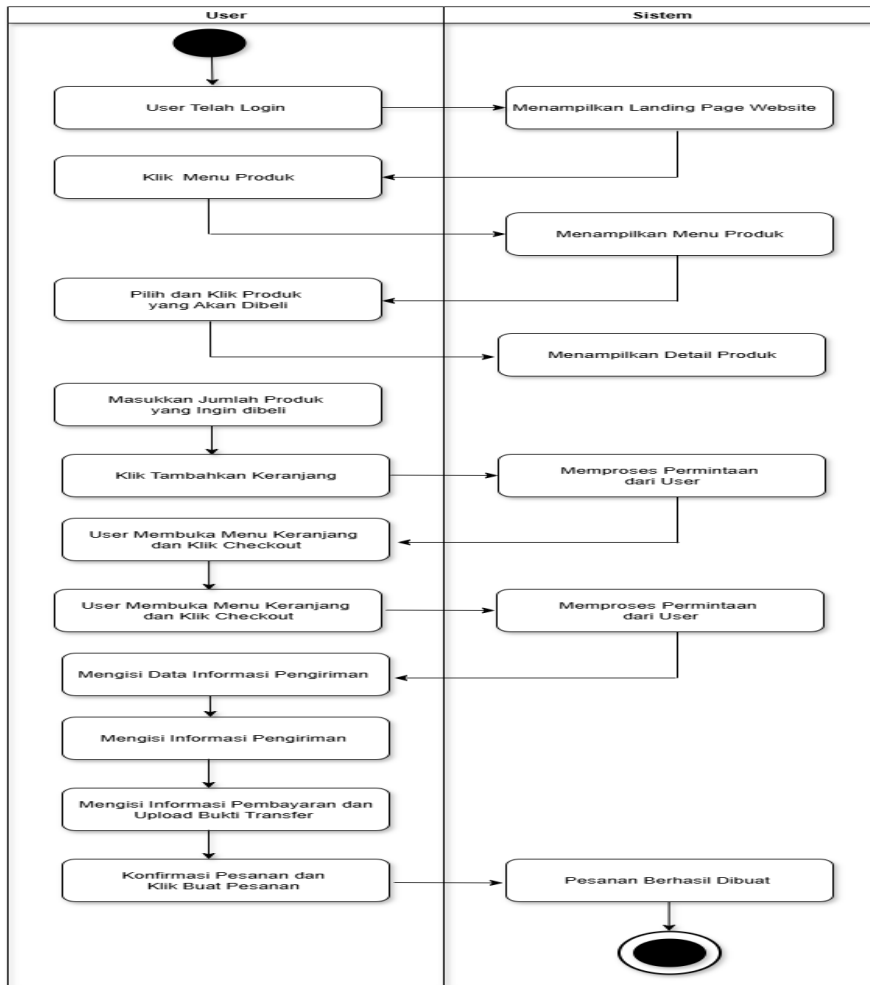 User
Sistem
User Telah Login
Menampilkan Landing Page Website
Klik Menu Produk
Menampilkan Menu Produk
Pilih dan Klik Produk
yang Akan Dibeli
Menampilkan Detail Produk
Masukkan Jumlah Produk
yang Ingin dibeli
Klik Tambahkan Keranjang
Memproses Permintaan
dari User
User Membuka Menu Keranjang
dan Klik Checkout
User Membuka Menu Keranjang
dan Klik Checkout
Memproses Permintaan
dari User
Mengisi Data Informasi Pengiriman
Mengisi Informasi Pengiriman
Mengisi Informasi Pembayaran dan
Upload Bukti Transfer
Konfirmasi Pesanan dan
Klik Buat Pesanan
Pesanan Berhasil Dibuat